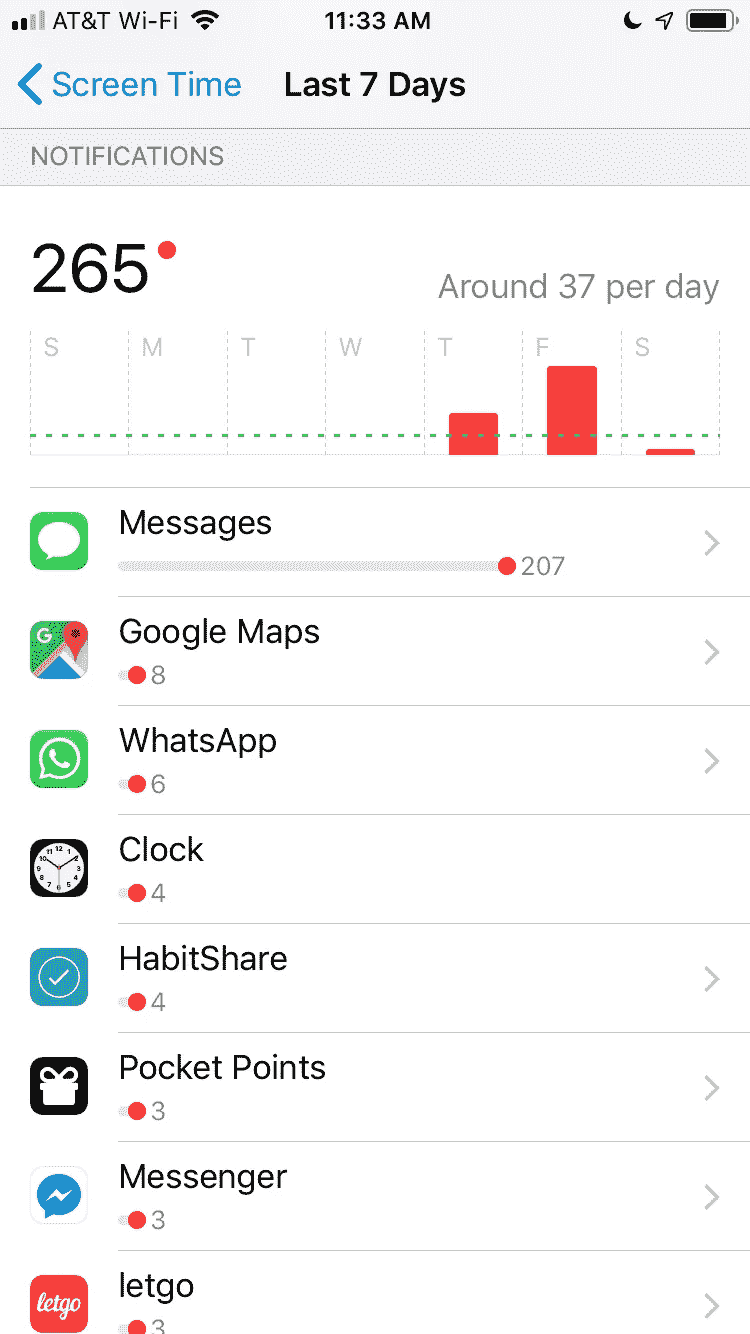 AT&T Wi-Fi 11:33 AM
Screen Time Last 7 Days
NOTIFICATIONS
265
Around 37 per day
S M T W T F S
Messages
207
Google Maps
8
WhatsApp
6
Clock
4
HabitShare
4
Pocket Points
3
Messenger
3
letgo
letgo
3